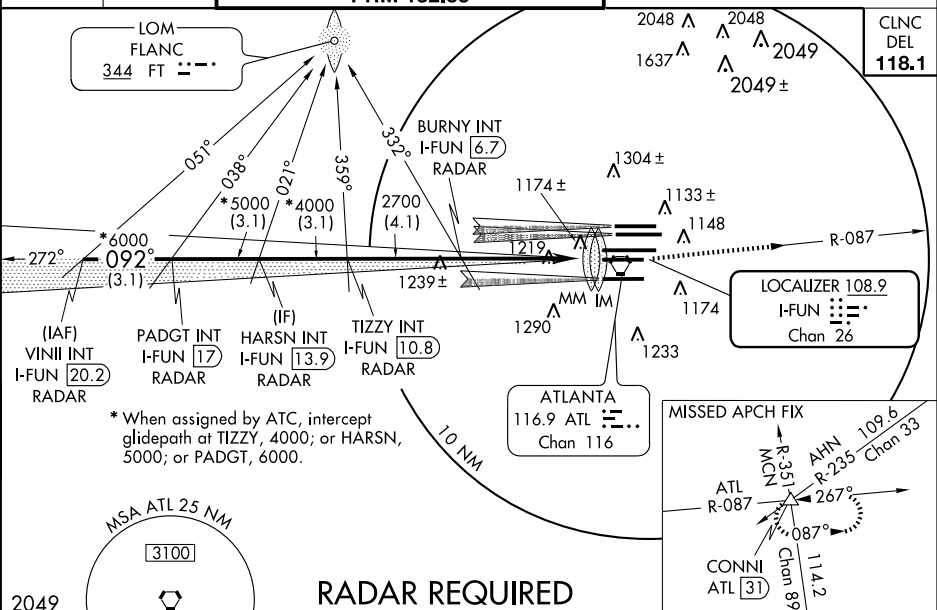 LOM
FLANC
344 FT
2048
2048
1637
2049
2049±
CLNC
DEL
118.1
051°
038°
021°
359°
332°
BURNY INT
I-FUN 6.7
RADAR
1304±
1174±
1133±
1148
*6000
*5000
(3.1)
*4000
(3.1)
2700
(4.1)
272°
092°
(3.1)
1219
1239±
R-087
MM
IM
1290
1174
1233
LOCALIZER 108.9
I-FUN
Chan 26
(IAF)
VINII INT
I-FUN 20.2
RADAR
PADGT INT
I-FUN 17
RADAR
(IF)
HARSN INT
I-FUN 13.9
RADAR
TIZZY INT
I-FUN 10.8
RADAR
* When assigned by ATC, intercept
glidepath at TIZZY, 4000; or HARSN,
5000; or PADGT, 6000.
ATLANTA
116.9 ATL
Chan 116
10 NM
MISSED APCH FIX
R-351
MCN
AHN
R-235
109.6
Chan 33
ATL
R-087
267°
087°
CONNI
ATL 31
114.2
Chan 89
MSA ATL 25 NM
3100
2049
RADAR REQUIRED